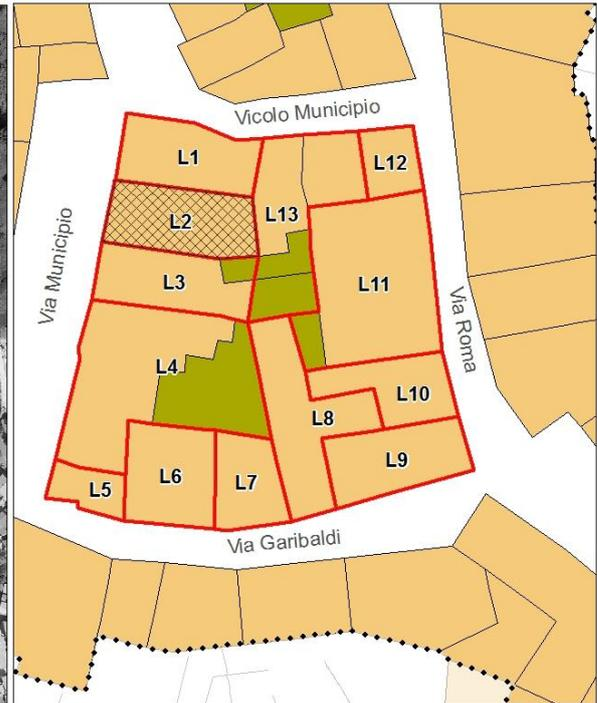 Vicolo Municipio
L1
L12
L2
L13
Via Municipio
L3
L11
Via Roma
L4
L10
L8
L9
L6
L7
L5
Via Garibaldi